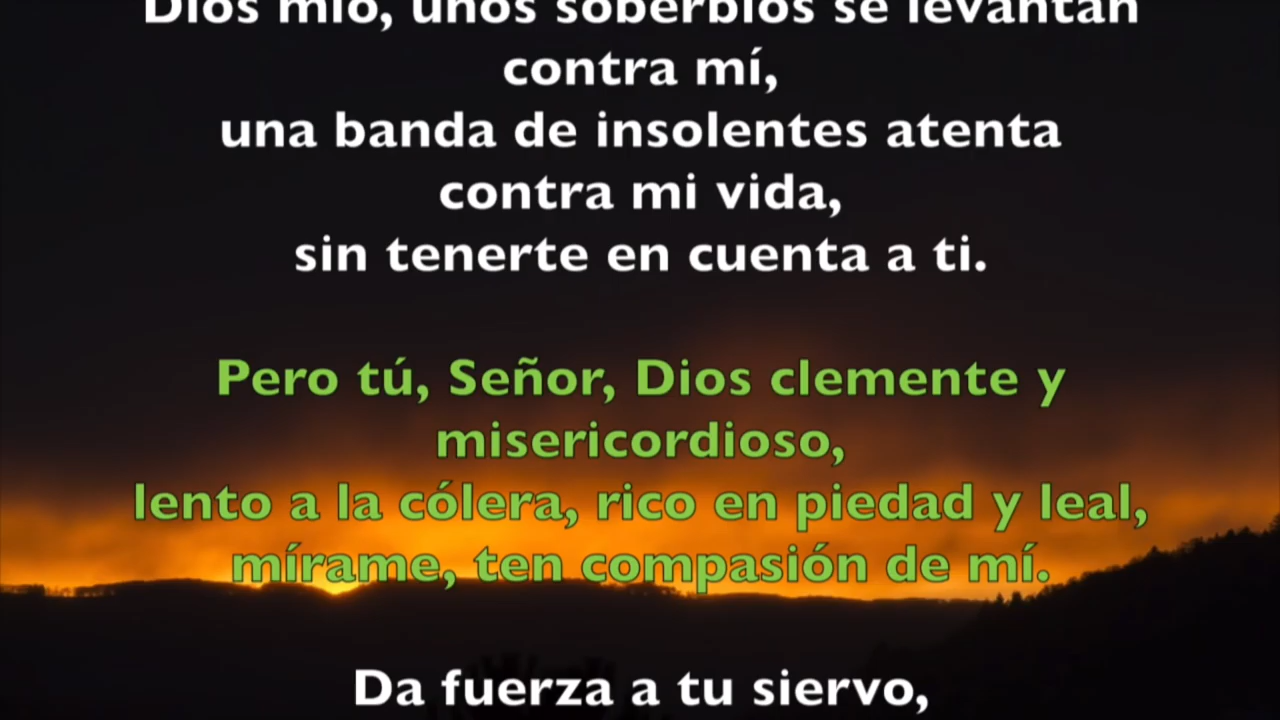 Dios mío, unos soberbios se levantan
contra mí,
una banda de insolentes atenta
contra mi vida,
sin tenerte en cuenta a ti.
Pero tú, Señor, Dios clemente y
misericordioso,
lento a la cólera, rico en piedad y leal,
mírame, ten compasión de mí.
Da fuerza a tu siervo,